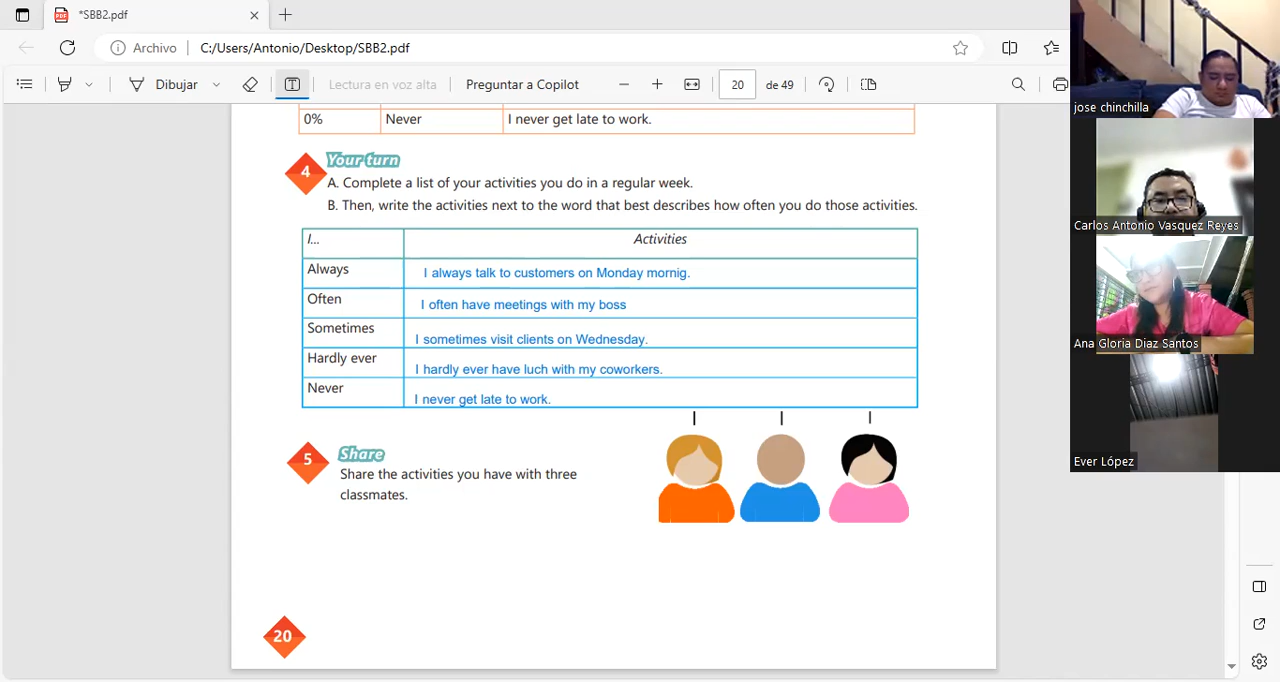 *SBB2.pdf
Archivo
C:/Users/Antonio/Desktop/SBB2.pdf
Dibujar
Lectura en voz alta
Preguntar a Copilot
20
de 49
jose chinchilla
Carlos Antonio Vasquez Reyes
Ana Gloria Diaz Santos
Ever López
0% Never I never get late to work.
4 Your turn
A. Complete a list of your activities you do in a regular week.
B. Then, write the activities next to the word that best describes how often you do those activities.
I... Activities
Always I always talk to customers on Monday mornig.
Often I often have meetings with my boss
Sometimes I sometimes visit clients on Wednesday.
Hardly ever I hardly ever have luch with my coworkers.
Never I never get late to work.
5 Share
Share the activities you have with three
classmates.
20